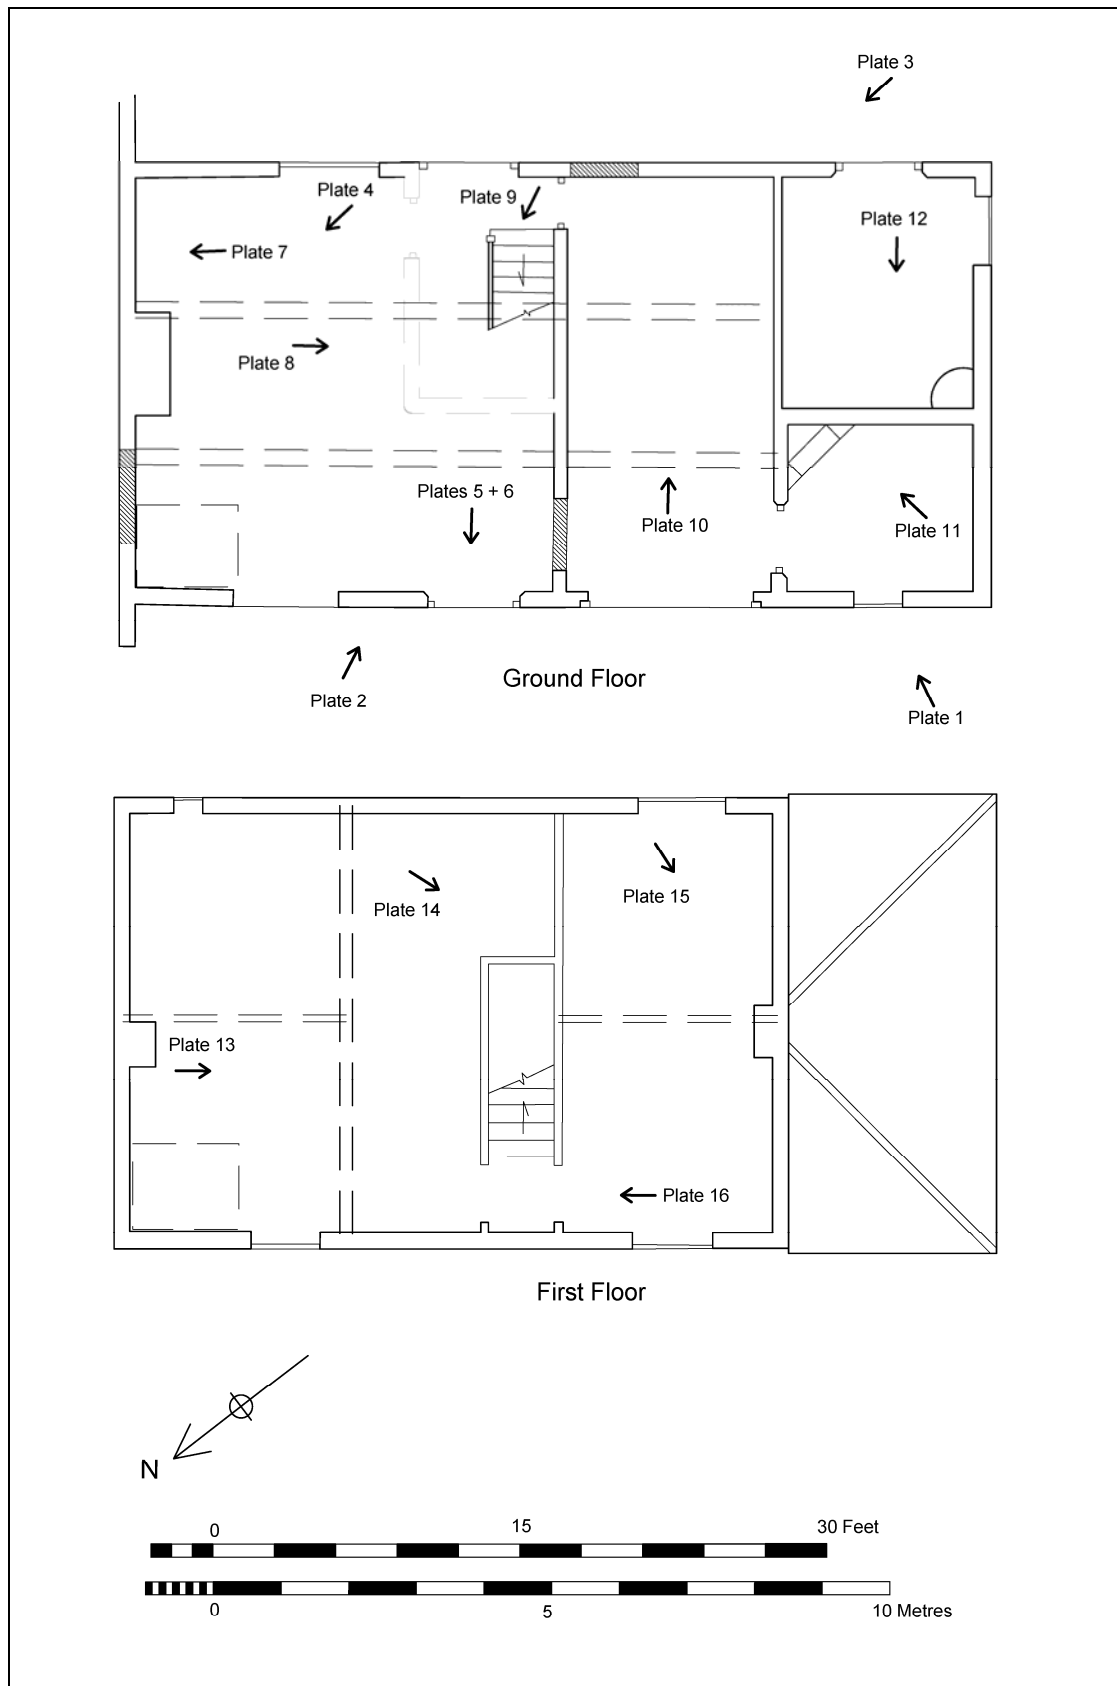 Plate 3
Plate 4
Plate 9
Plate 12
Plate 7
Plate 8
Plates 5 + 6
Plate 10
Plate 11
Ground Floor
Plate 2
Plate 1
Plate 14
Plate 15
Plate 13
Plate 16
First Floor
N
0 15 30 Feet
0 5 10 Metres